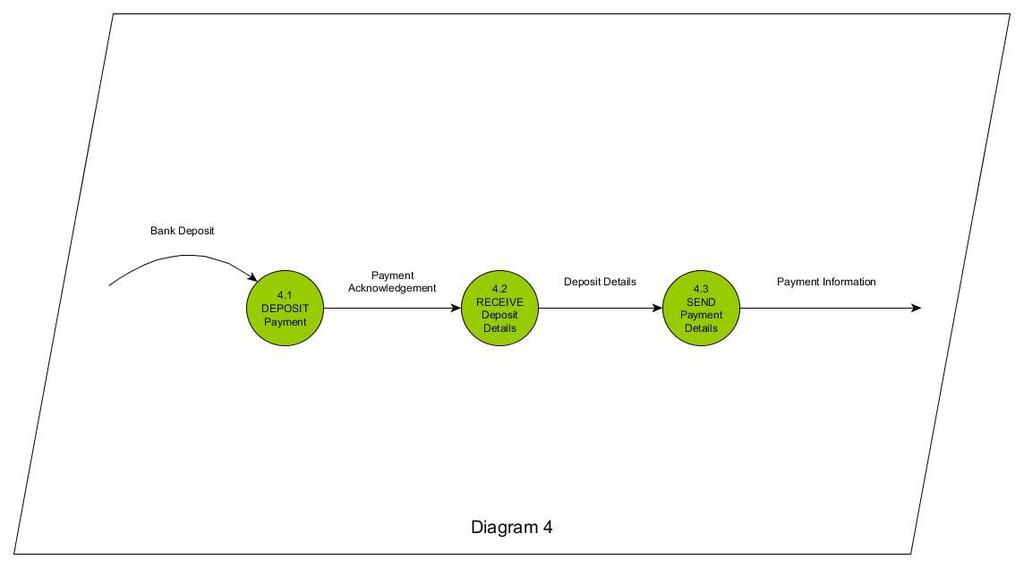 Bank Deposit
4.1
DEPOSIT
Payment
Payment
Acknowledgement
4.2
RECEIVE
Deposit
Details
Deposit Details
4.3
SEND
Payment
Details
Payment Information
Diagram 4